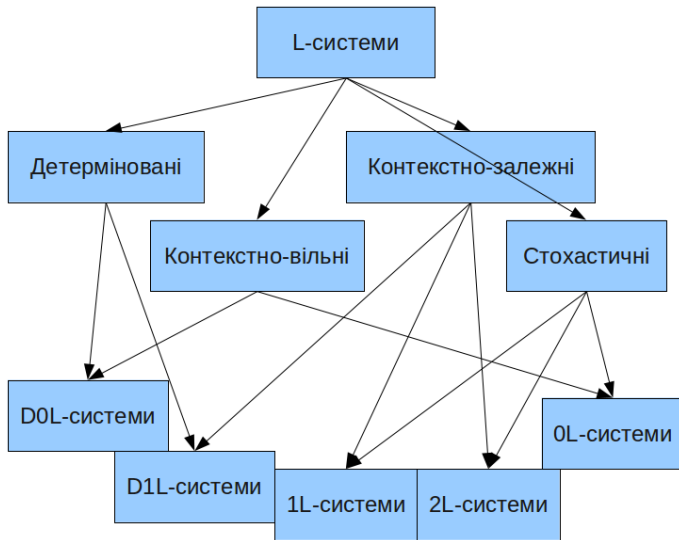 L-системи
Детерміновані
Контекстно-залежні
Контекстно-вільні
Стохастичні
D0L-системи
0L-системи
D1L-системи
1L-системи
2L-системи